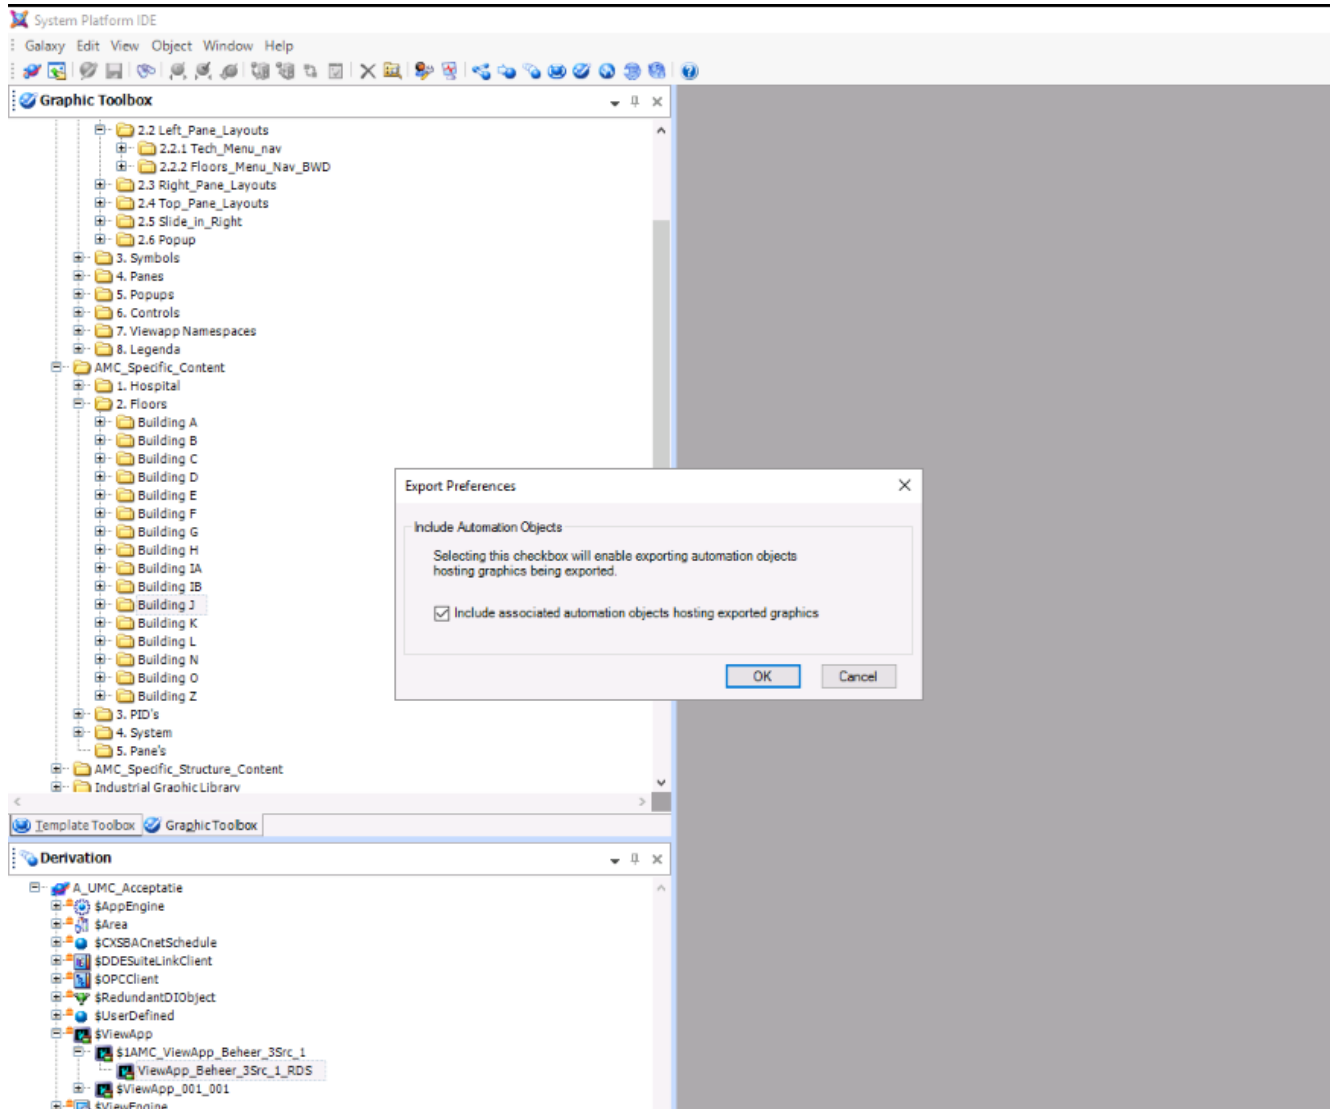 System Platform IDE
Galaxy Edit View Object Window Help
Graphic Toolbox
2.2 Left_Pane_Layouts
2.2.1 Tech_Menu_nav
2.2.2 Floors_Menu_Nav_BWD
2.3 Right_Pane_Layouts
2.4 Top_Pane_Layouts
2.5 Slide_in_Right
2.6 Popup
3. Symbols
4. Panes
5. Popups
6. Controls
7. Viewapp Namespaces
8. Legenda
AMC_Specific_Content
1. Hospital
2. Floors
Building A
Building B
Building C
Building D
Building E
Building F
Building G
Building H
Building IA
Building IB
Building J
Building K
Building L
Building N
Building O
Building Z
3. PID's
4. System
5. Pane's
AMC_Specific_Structure_Content
Industrial Graphic Library
Template Toolbox Graphic Toolbox
Export Preferences
Include Automation Objects
Selecting this checkbox will enable exporting automation objects
hosting graphics being exported.
Include associated automation objects hosting exported graphics
OK Cancel
Derivation
A_UMC_Acceptatie
$AppEngine
$Area
$CXSBACnetSchedule
$DDESuiteLinkClient
$OPCClient
$RedundantDIObject
$UserDefined
$ViewApp
$1AMC_ViewApp_Beheer_3Src_1
ViewApp_Beheer_3Src_1_RDS
$ViewApp_001_001
$ViewEngine